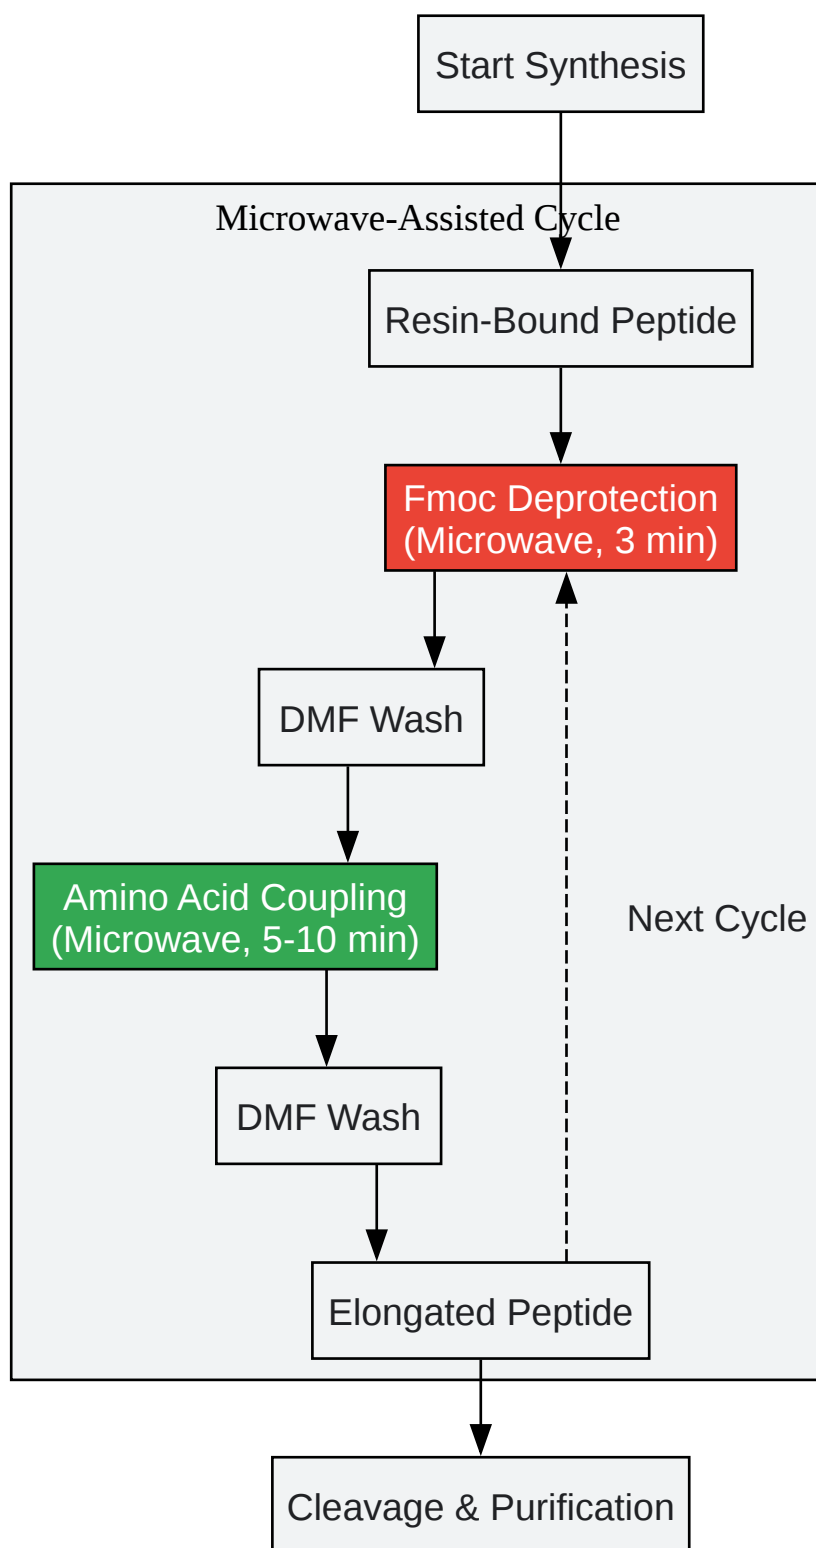 Start Synthesis
Microwave-Assisted Cycle
Resin-Bound Peptide
Fmoc Deprotection
(Microwave, 3 min)
DMF Wash
Amino Acid Coupling
(Microwave, 5-10 min)
Next Cycle
DMF Wash
Elongated Peptide
Cleavage & Purification